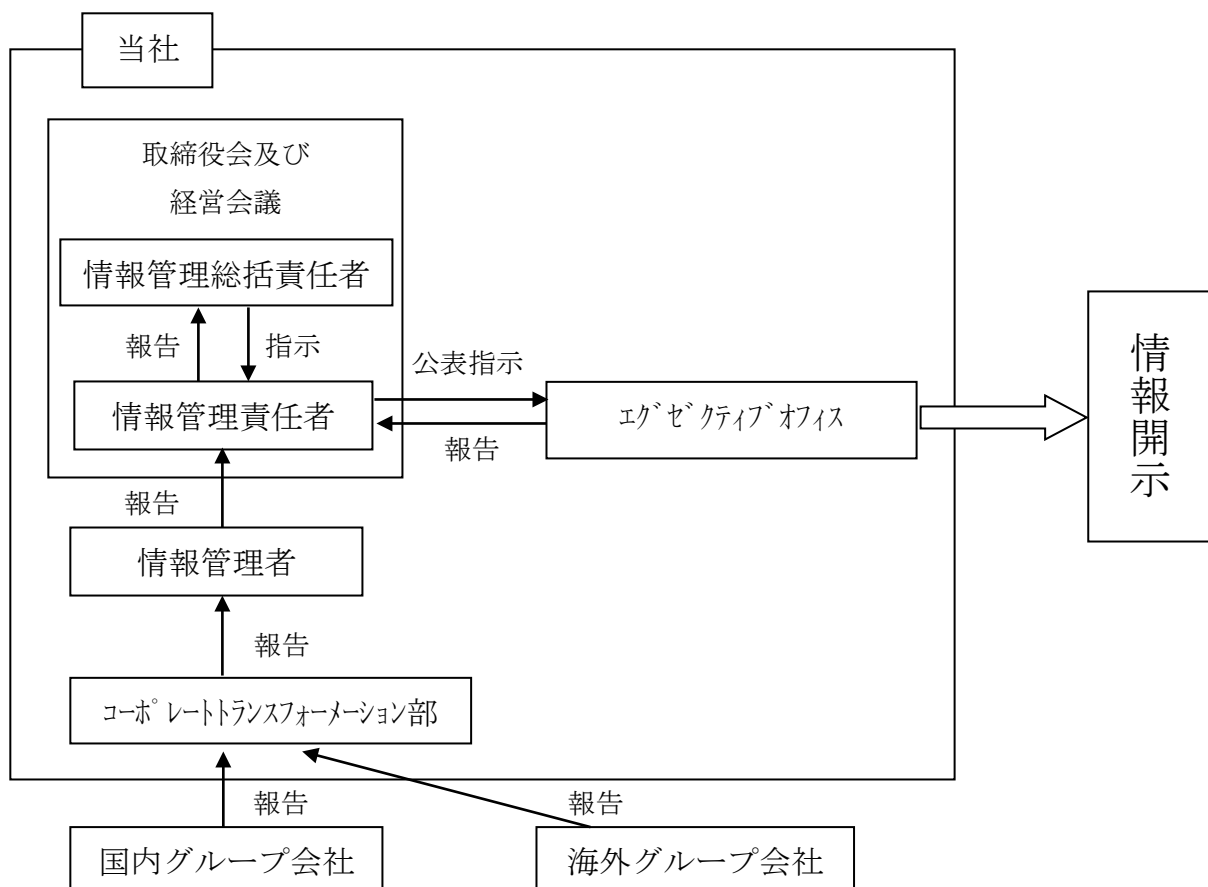 当社
取締役会及び
経営会議
情報管理総括責任者
報告
指示
情報管理責任者
公表指示
報告
エグゼクティブオフィス
情報開示
報告
情報管理者
報告
コーポレートトランスフォーメーション部
報告
報告
国内グループ会社
海外グループ会社